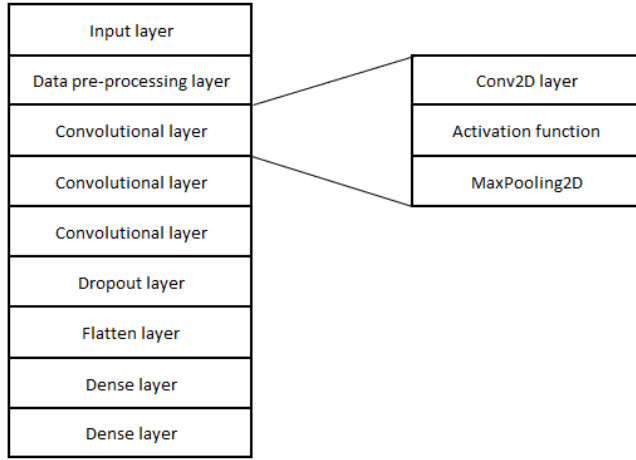 Input layer
Data pre-processing layer
Convolutional layer
Convolutional layer
Convolutional layer
Dropout layer
Flatten layer
Dense layer
Dense layer
Conv2D layer
Activation function
MaxPooling2D